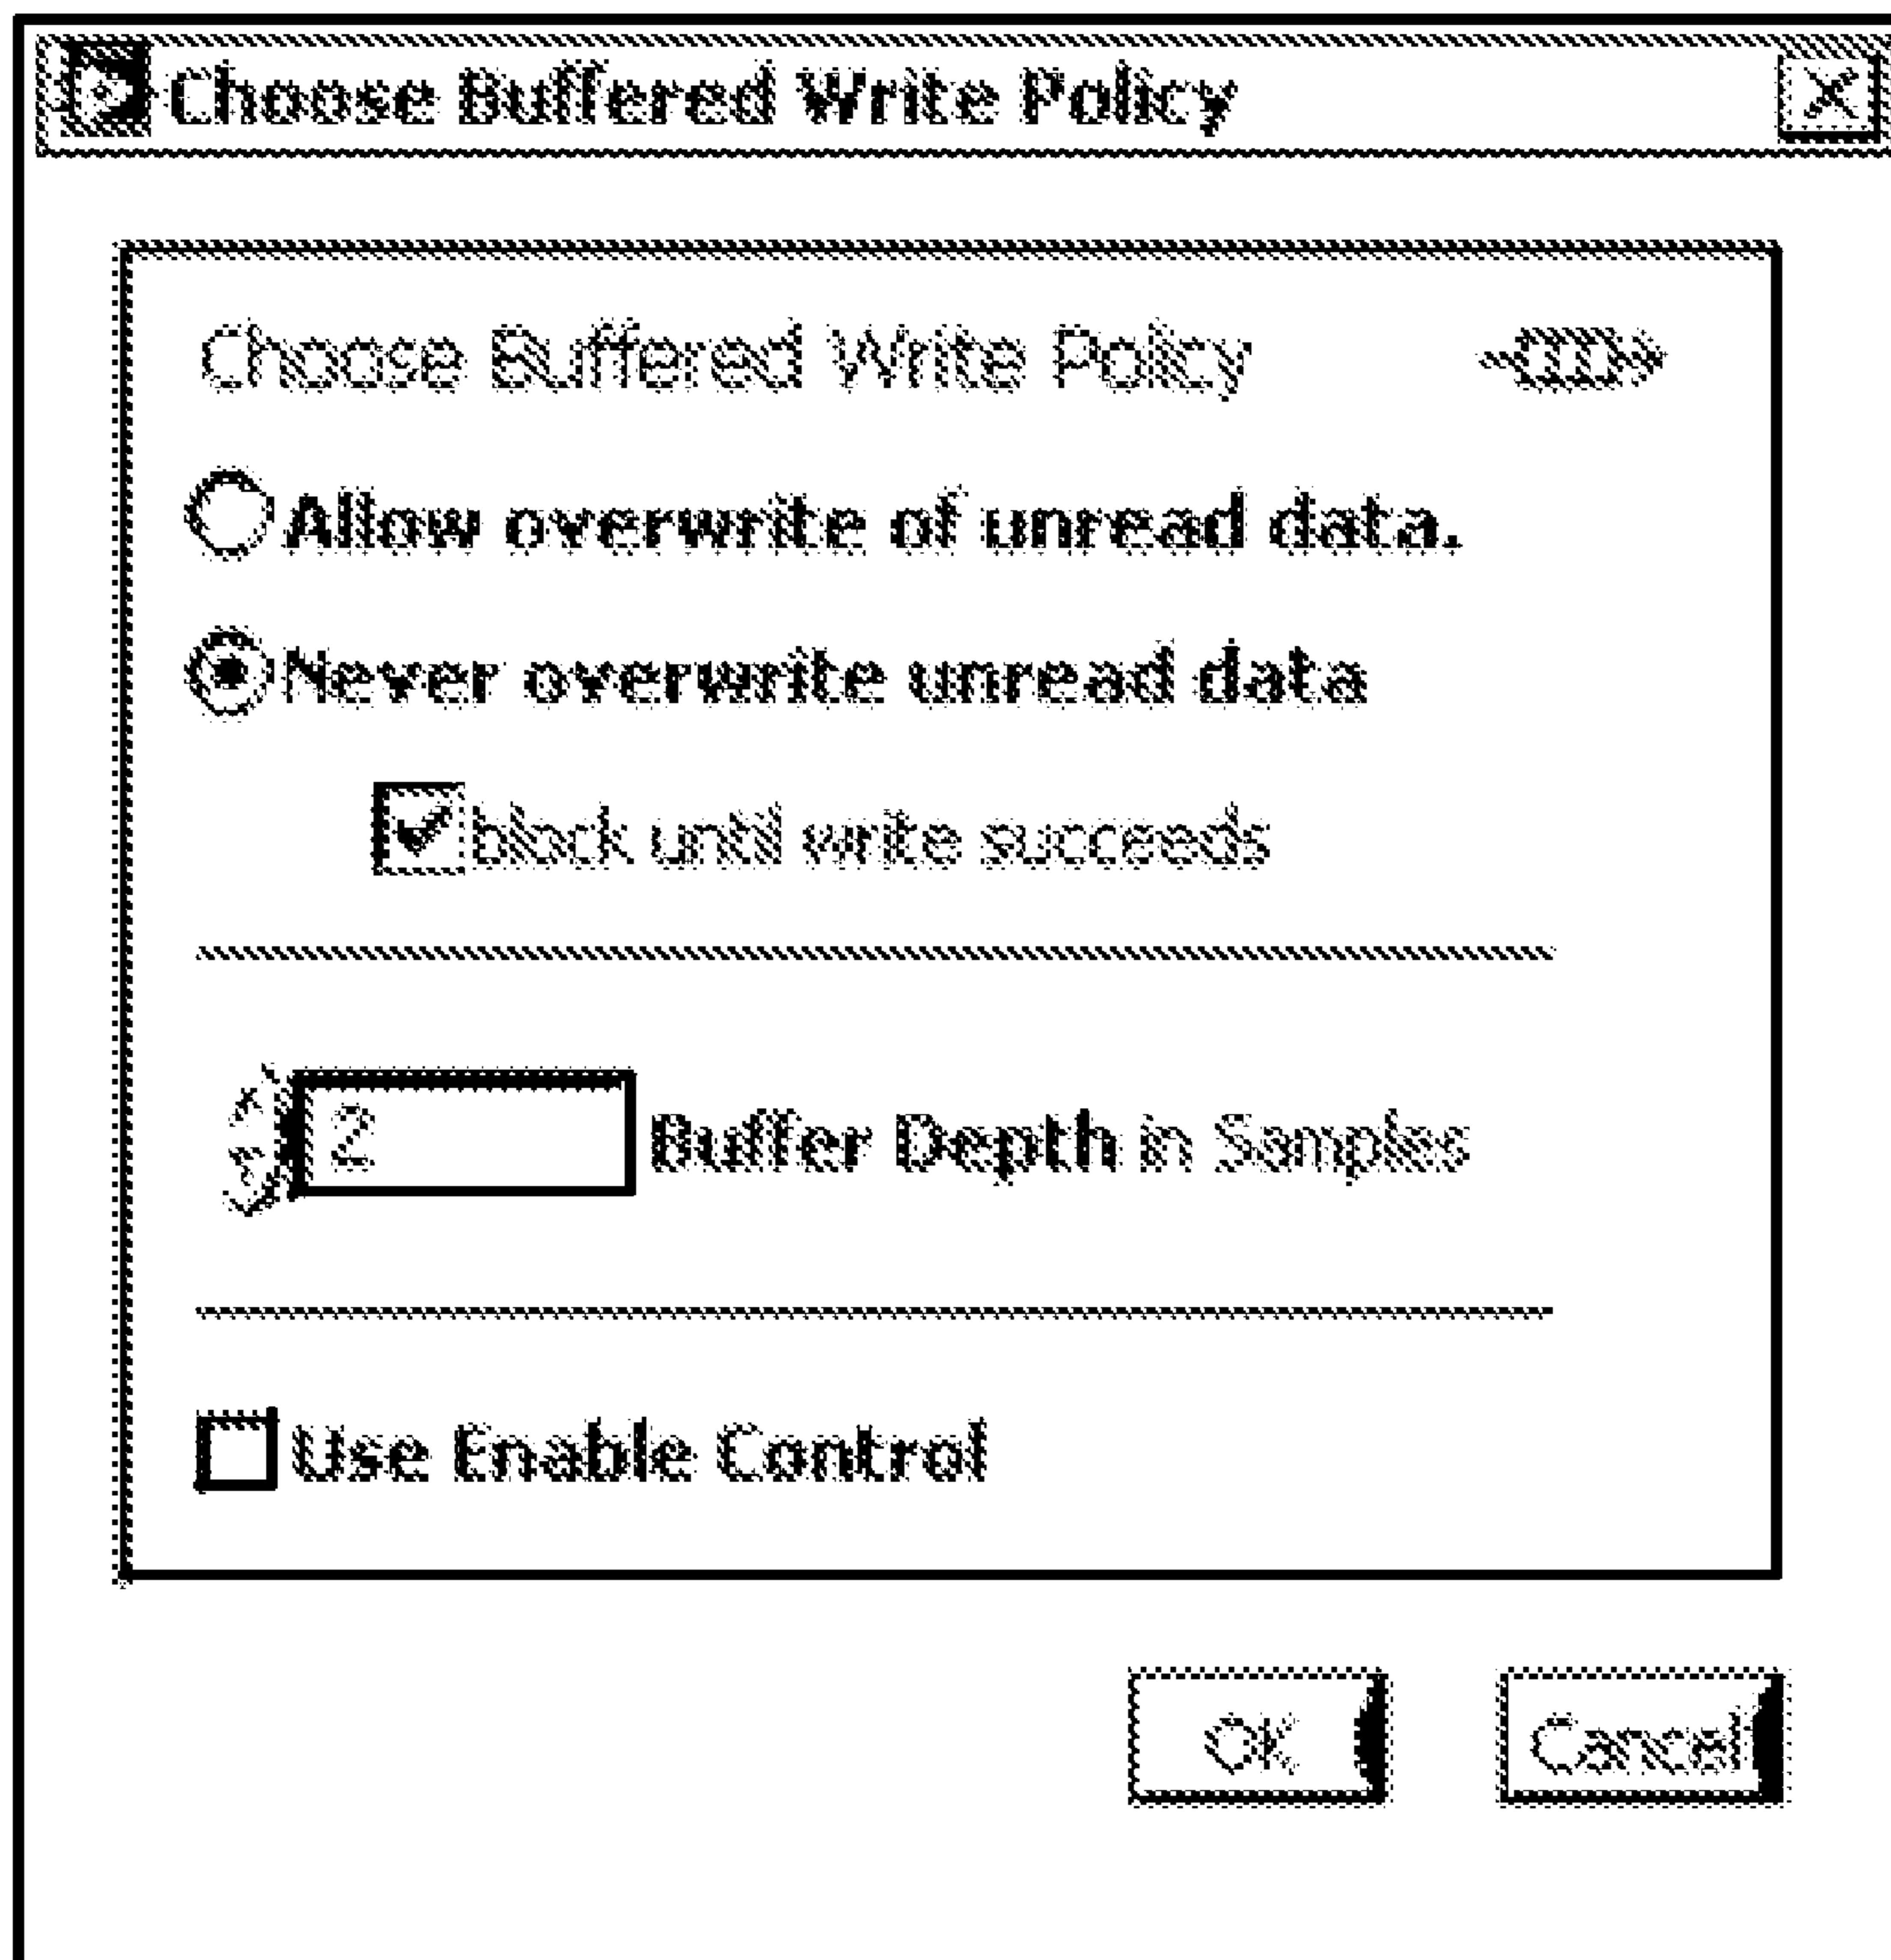 Choose Buffered Write Policy
Choose Buffered Write Policy
Allow overwrite of unread data.
Never overwrite unread data
block until write succeeds
2 Buffer Depth in Samples
Use Enable Control
OK Cancel